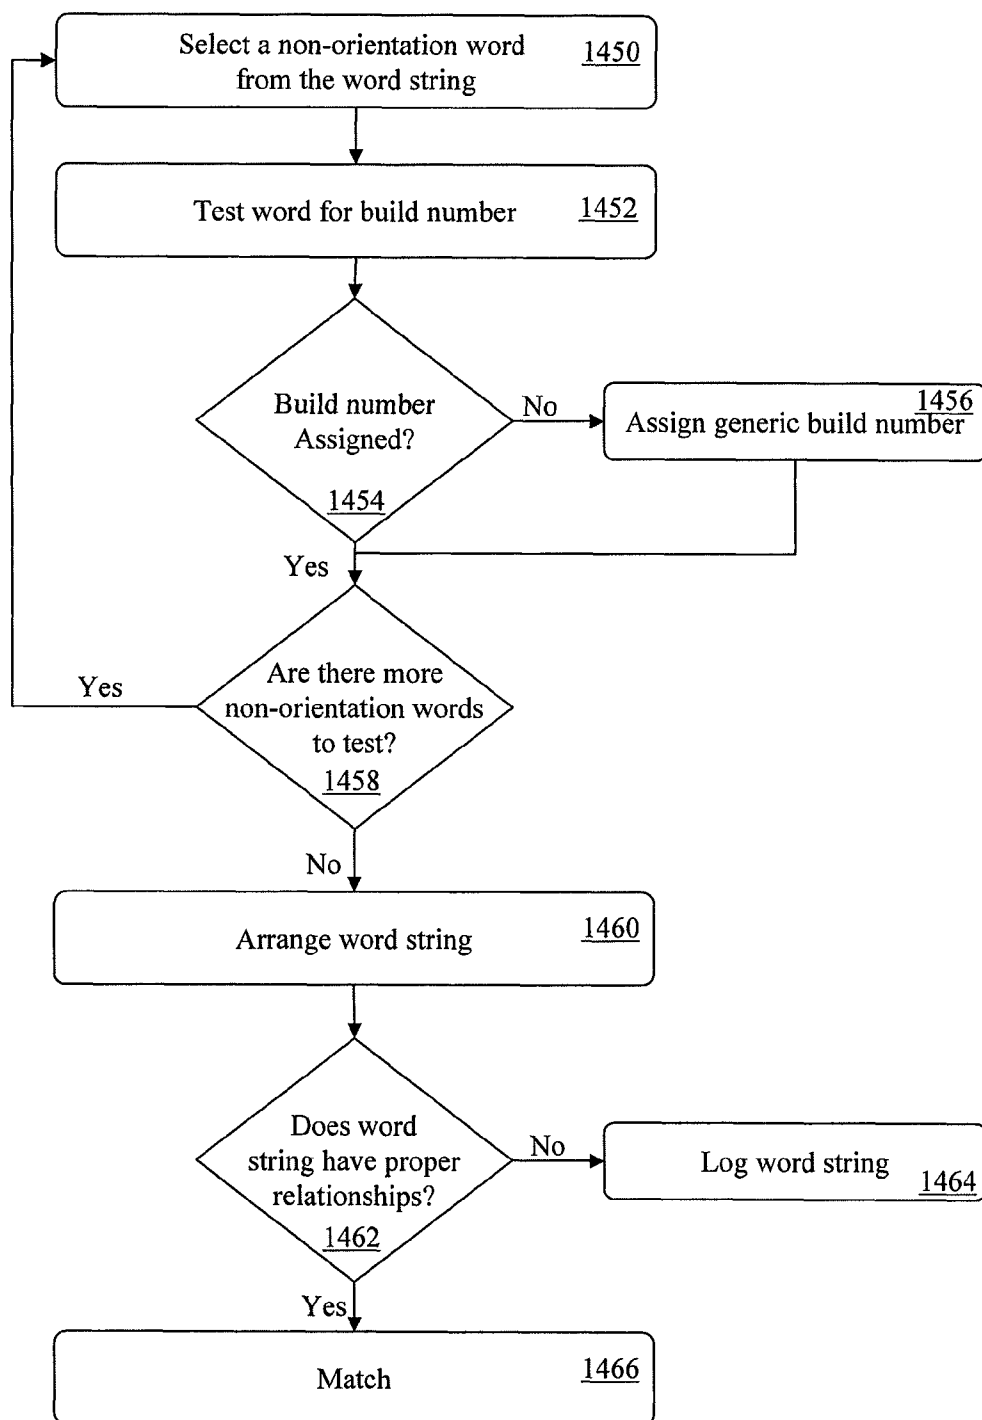 Select a non-orientation word 1450
from the word string
Test word for build number 1452
Build number
Assigned?
1454
No
1456
Assign generic build number
Yes
Are there more
non-orientation words
to test?
1458
Yes
No
Arrange word string 1460
Does word
string have proper
relationships?
1462
No
Log word string
1464
Yes
Match 1466